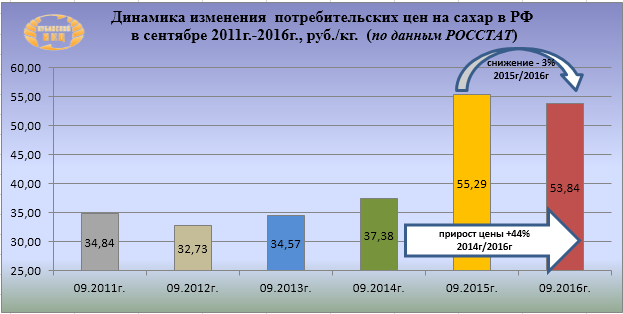 Динамика изменения потребительских цен на сахар в РФ
в сентябре 2011г.-2016г., руб./кг. (по данным РОССТАТ)
снижение - 3%
2015г/2016г
60,00
55,00
50,00
45,00
40,00
35,00
30,00
25,00
34,84
32,73
34,57
37,38
55,29
53,84
прирост цены +44%
2014г/2016г
09.2011г.
09.2012г.
09.2013г.
09.2014г.
09.2015г.
09.2016г.